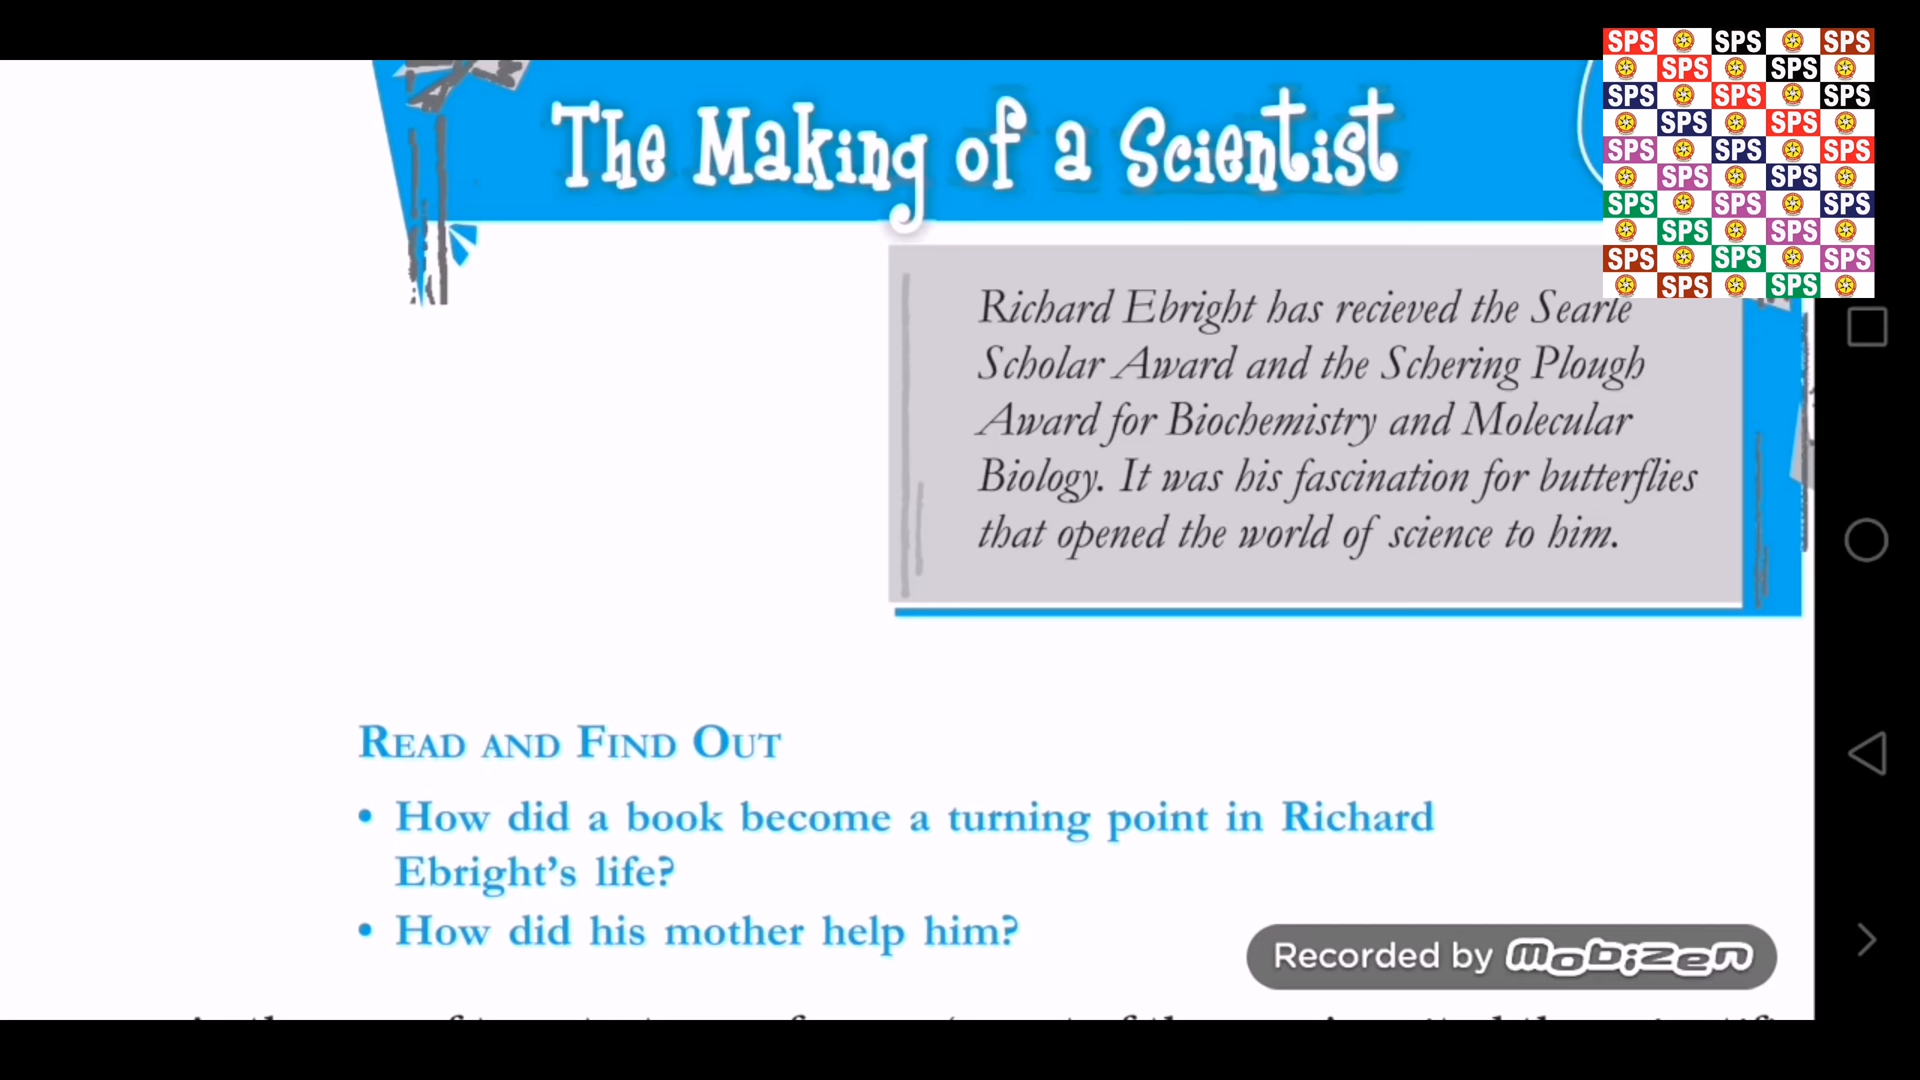 The Making of a Scientist
SPS SPS SPS
SPS SPS
SPS SPS SPS
SPS SPS
SPS SPS SPS
SPS SPS
SPS SPS SPS
SPS SPS
SPS SPS SPS
SPS SPS
Richard Ebright has recieved the Searle
Scholar Award and the Schering Plough
Award for Biochemistry and Molecular
Biology. It was his fascination for butterflies
that opened the world of science to him.
READ AND FIND OUT
• How did a book become a turning point in Richard
Ebright’s life?
• How did his mother help him?
Recorded by mobizen